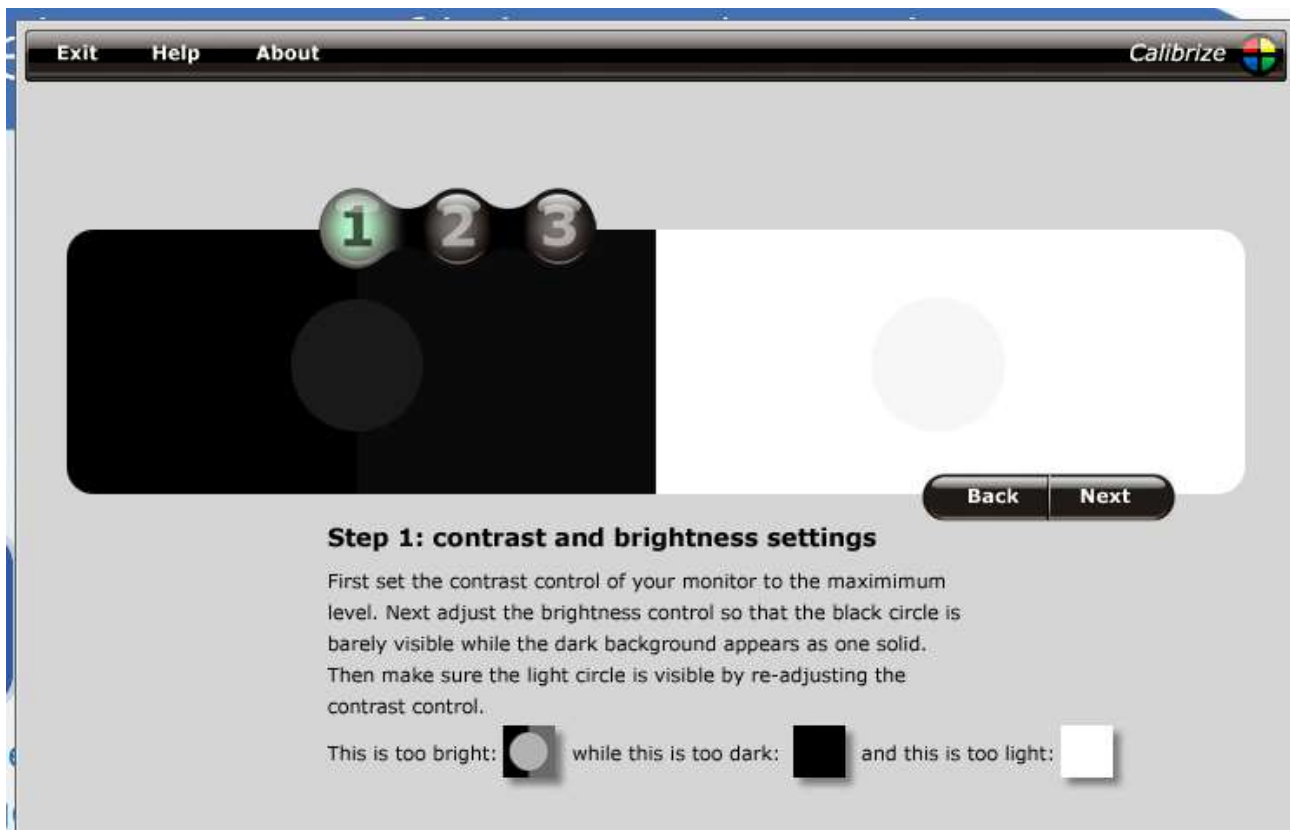 Exit Help About Calibrize
1 2 3
Back Next
Step 1: contrast and brightness settings
First set the contrast control of your monitor to the maximimum
level. Next adjust the brightness control so that the black circle is
barely visible while the dark background appears as one solid.
Then make sure the light circle is visible by re-adjusting the
contrast control.
This is too bright: while this is too dark: and this is too light: